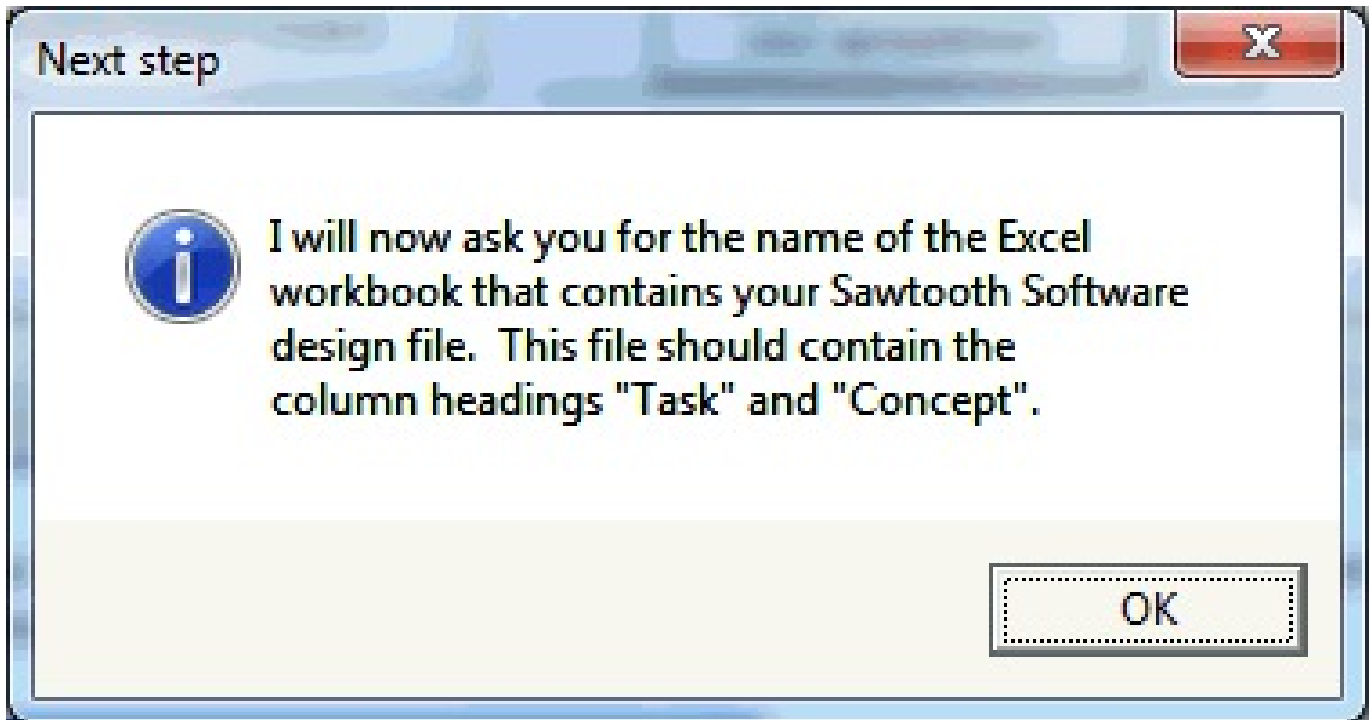 Next step
I will now ask you for the name of the Excel
workbook that contains your Sawtooth Software
design file.  This file should contain the
column headings "Task" and "Concept".
OK